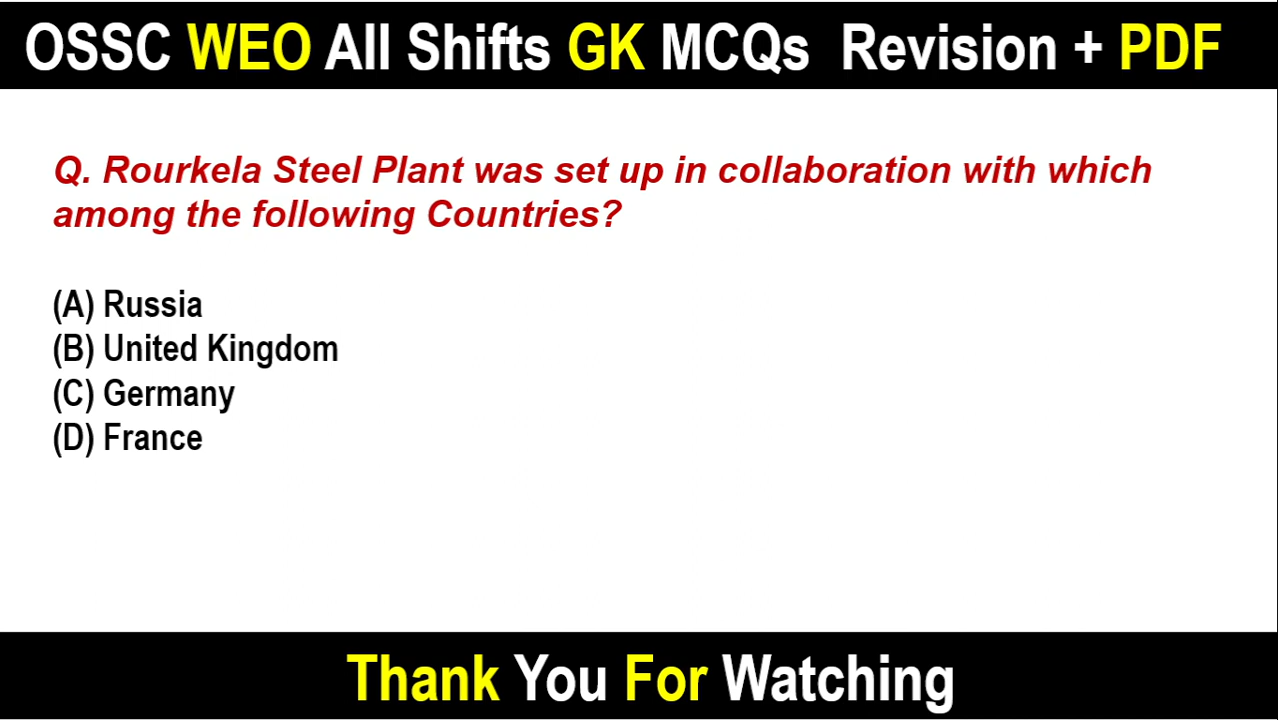 OSSC WEO All Shifts GK MCQs Revision + PDF
Q. Rourkela Steel Plant was set up in collaboration with which
among the following Countries?
(A) Russia
(B) United Kingdom
(C) Germany
(D) France
Thank You For Watching